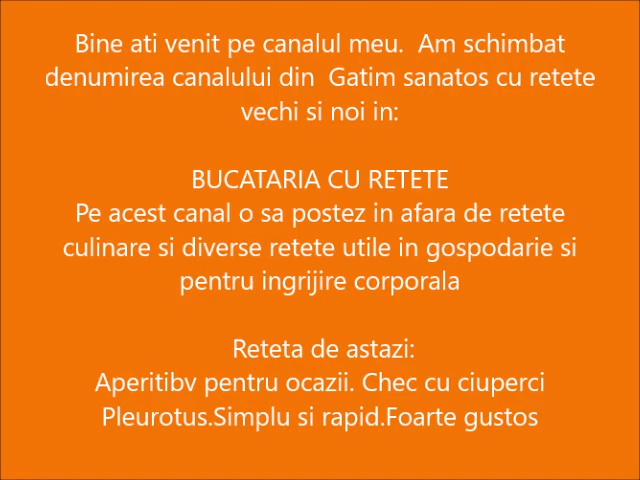 Bine ati venit pe canalul meu.  Am schimbat
denumirea canalului din  Gatim sanatos cu retete
vechi si noi in:
BUCATARIA CU RETETE
Pe acest canal o sa postez in afara de retete
culinare si diverse retete utile in gospodarie si
pentru ingrijire corporala
Reteta de astazi:
Aperitibv pentru ocazii. Chec cu ciuperci
Pleurotus.Simplu si rapid.Foarte gustos